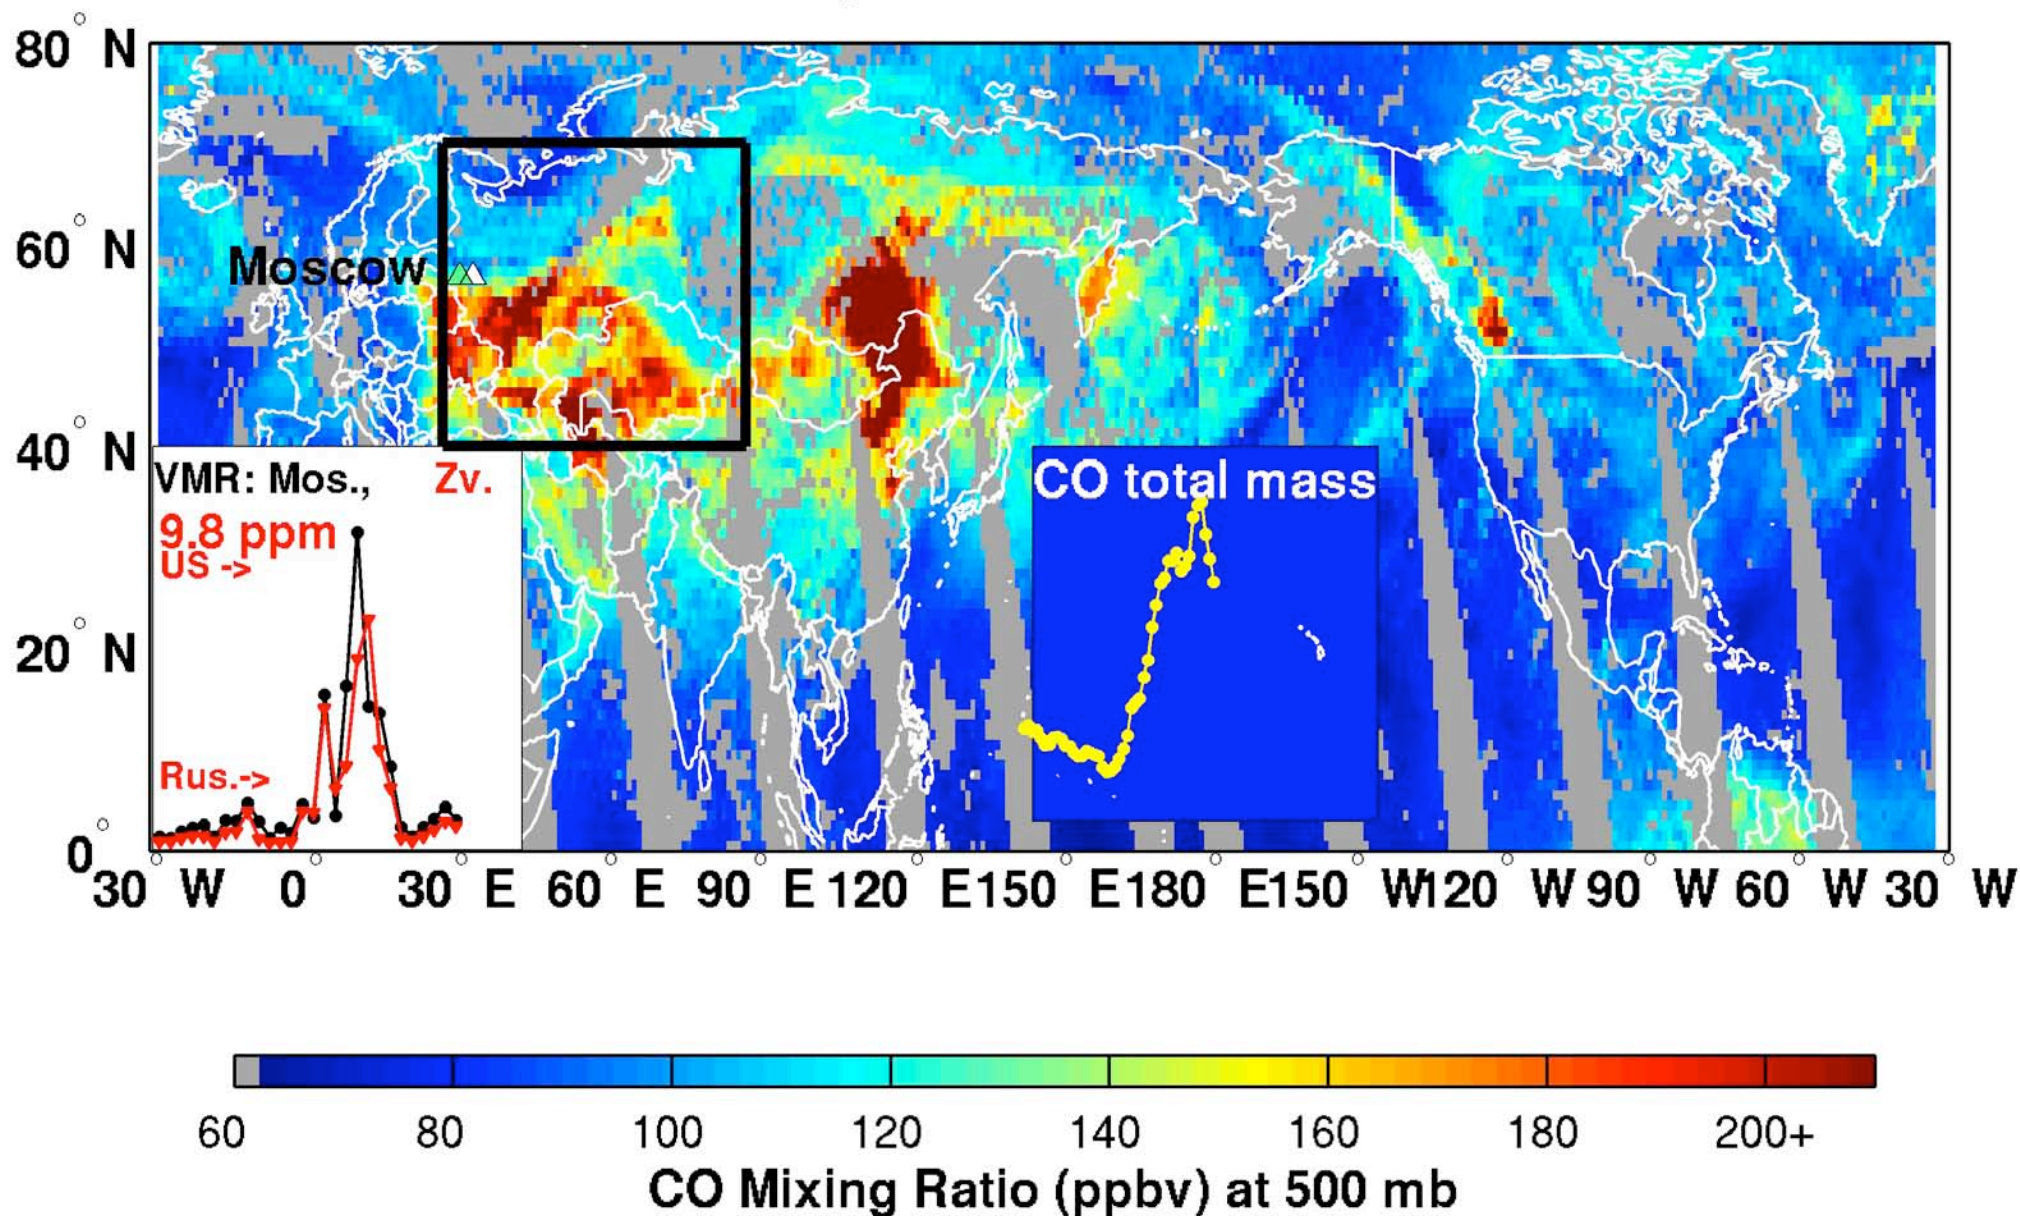 80° N
60° N
Moscow
40° N
VMR: Mos., Zv.
9.8 ppm
US ->
CO total mass
20° N
Rus.->
0°
30° W 0° 30° E 60° E 90° E 120° E 150° E 180° E 150° W 120° W 90° W 60° W 30° W
60 80 100 120 140 160 180 200+
CO Mixing Ratio (ppbv) at 500 mb